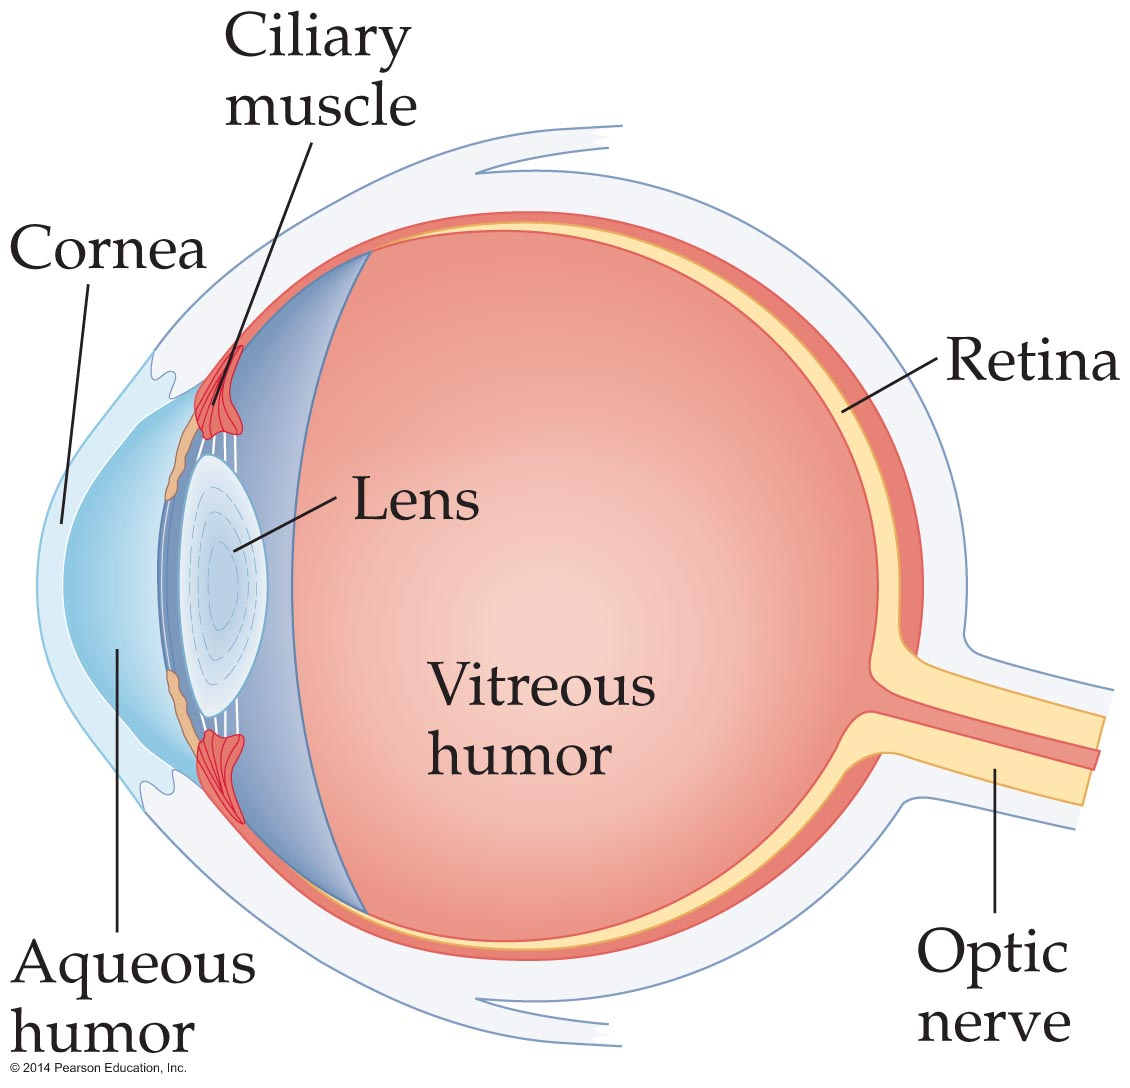 Ciliary
muscle
Cornea
Retina
Lens
Vitreous
humor
Aqueous
humor
Optic
nerve
© 2014 Pearson Education, Inc.